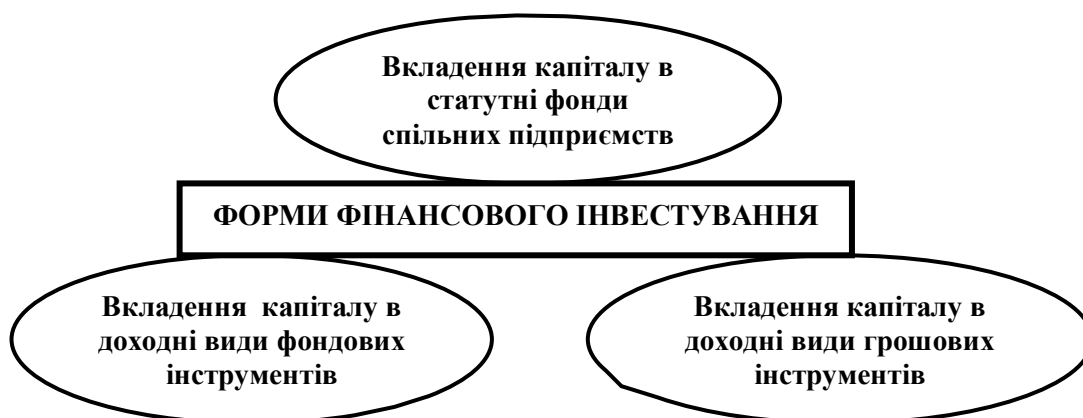 Вкладення капіталу в
статутні фонди
спільних підприємств
ФОРМИ ФІНАНСОВОГО ІНВЕСТУВАННЯ
Вкладення капіталу в
доходні види фондових
інструментів
Вкладення капіталу в
доходні види грошових
інструментів